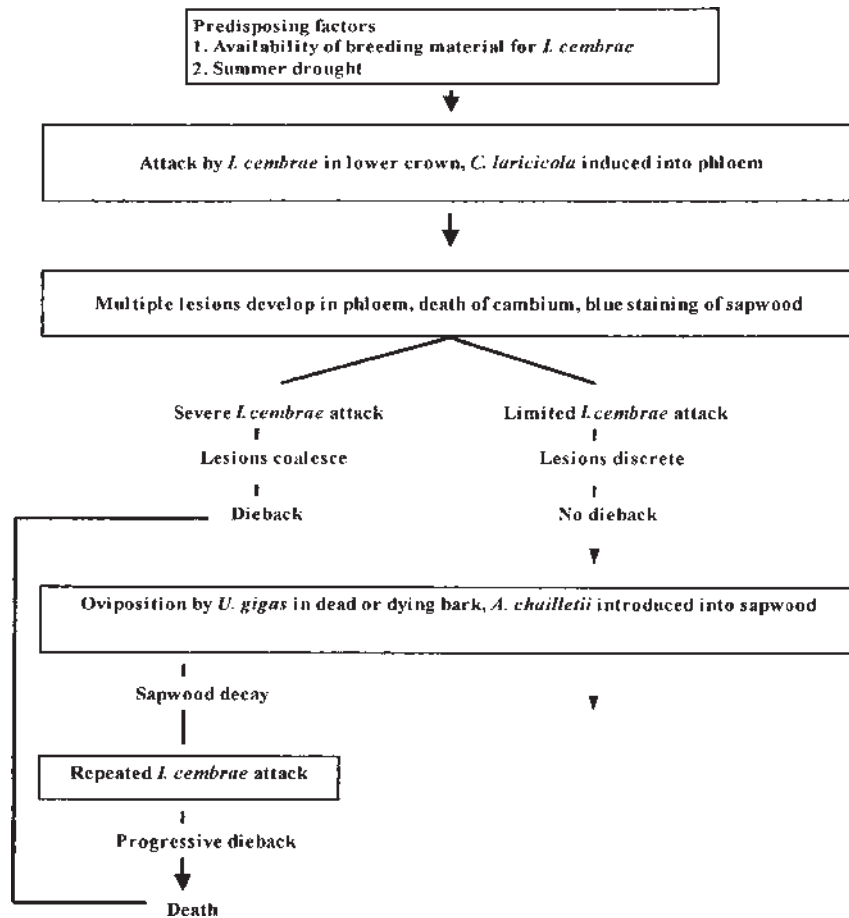 Predisposing factors
1. Availability of breeding material for I. cembrae
2. Summer drought
Attack by I. cembrae in lower crown, C. laricicola induced into phloem
Multiple lesions develop in phloem, death of cambium, blue staining of sapwood
Severe I. cembrae attack
Limited I. cembrae attack
Lesions coalesce
Lesions discrete
Dieback
No dieback
Oviposition by U. gigas in dead or dying bark, A. chailletii introduced into sapwood
Sapwood decay
Repeated I. cembrae attack
Progressive dieback
Death